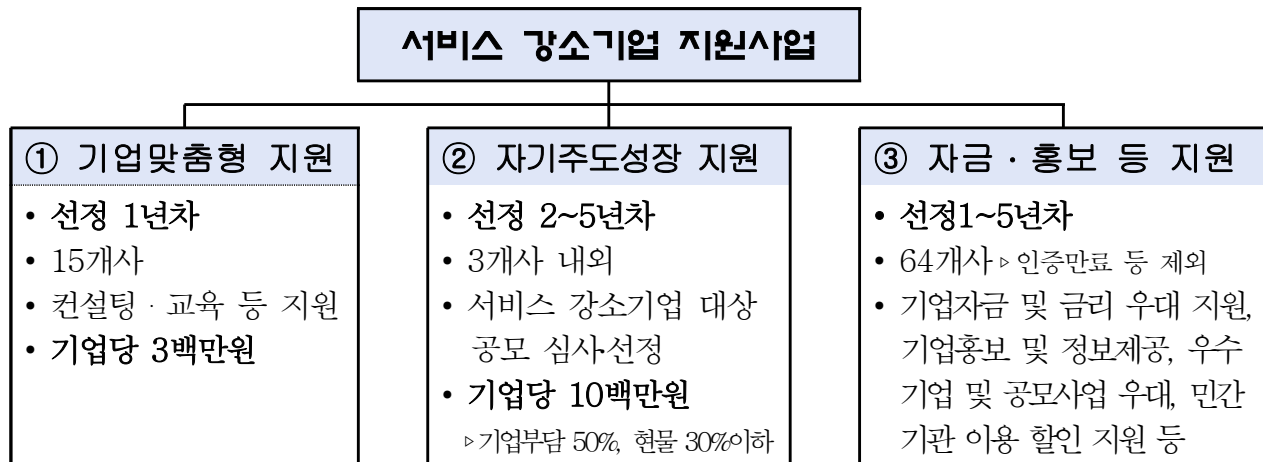 서비스 강소기업 지원사업
① 기업맞춤형 지원
• 선정 1년차
• 15개사
• 컨설팅 · 교육 등 지원
• 기업당 3백만원
② 자기주도성장 지원
• 선정 2~5년차
• 3개사 내외
• 서비스 강소기업 대상
공모 심사·선정
• 기업당 10백만원
▹기업부담 50%, 현물 30%이하
③ 자금 · 홍보 등 지원
• 선정1~5년차
• 64개사 ▹인증만료 등 제외
• 기업자금 및 금리 우대 지원,
기업홍보 및 정보제공, 우수
기업 및 공모사업 우대, 민간
기관 이용 할인 지원 등